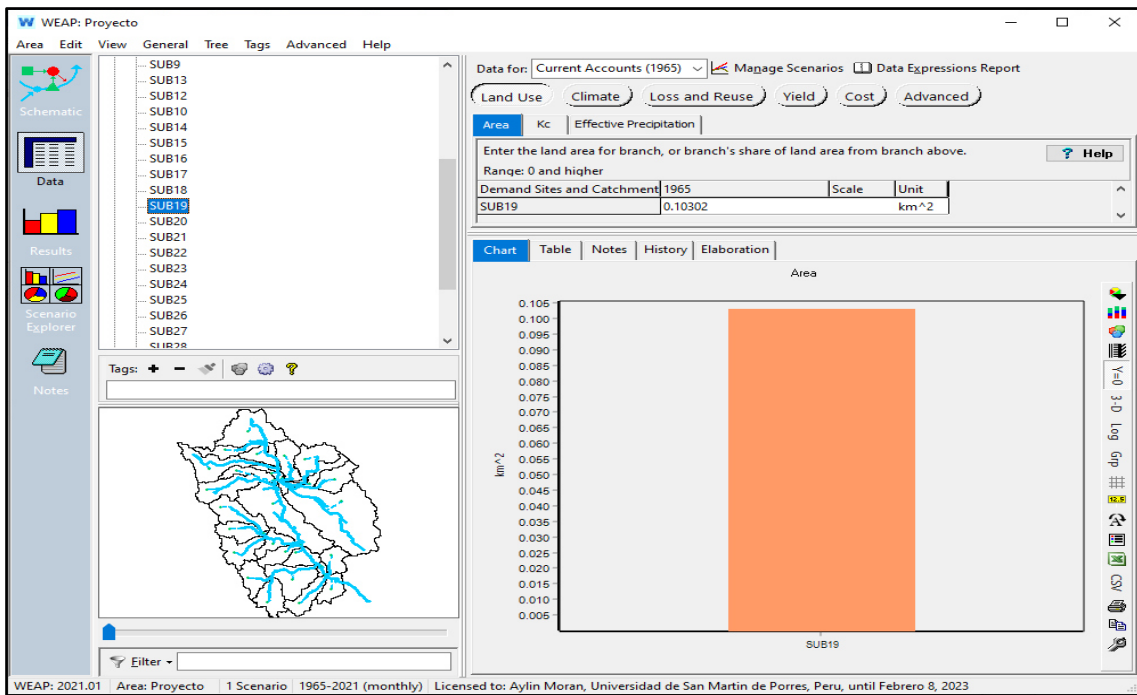 WEAP: Proyecto
Area Edit View General Tree Tags Advanced Help
Schematic
Data
Results
Scenario
Explorer
Notes
SUB9
SUB13
SUB12
SUB10
SUB14
SUB15
SUB16
SUB17
SUB18
SUB19
SUB20
SUB21
SUB22
SUB23
SUB24
SUB25
SUB26
SUB27
SUB28
Tags:
Filter
Data for: Current Accounts (1965) Manage Scenarios Data Expressions Report
Land Use Climate Loss and Reuse Yield Cost Advanced
Area Kc Effective Precipitation
Enter the land area for branch, or branch's share of land area from branch above.
? Help
Range: 0 and higher
Demand Sites and Catchment 1965 Scale Unit
SUB19 0.10302 km^2
Chart Table Notes History Elaboration
Area
0.105
0.100
0.095
0.090
0.085
0.080
0.075
0.070
0.065
0.060
0.055
0.050
0.045
0.040
0.035
0.030
0.025
0.020
0.015
0.010
0.005
km^2
SUB19
Y=0
3-D
Log
Grp
12.5
CSV
WEAP: 2021.01 Area: Proyecto 1 Scenario 1965-2021 (monthly) Licensed to: Aylin Moran, Universidad de San Martin de Porres, Peru, until Febrero 8, 2023